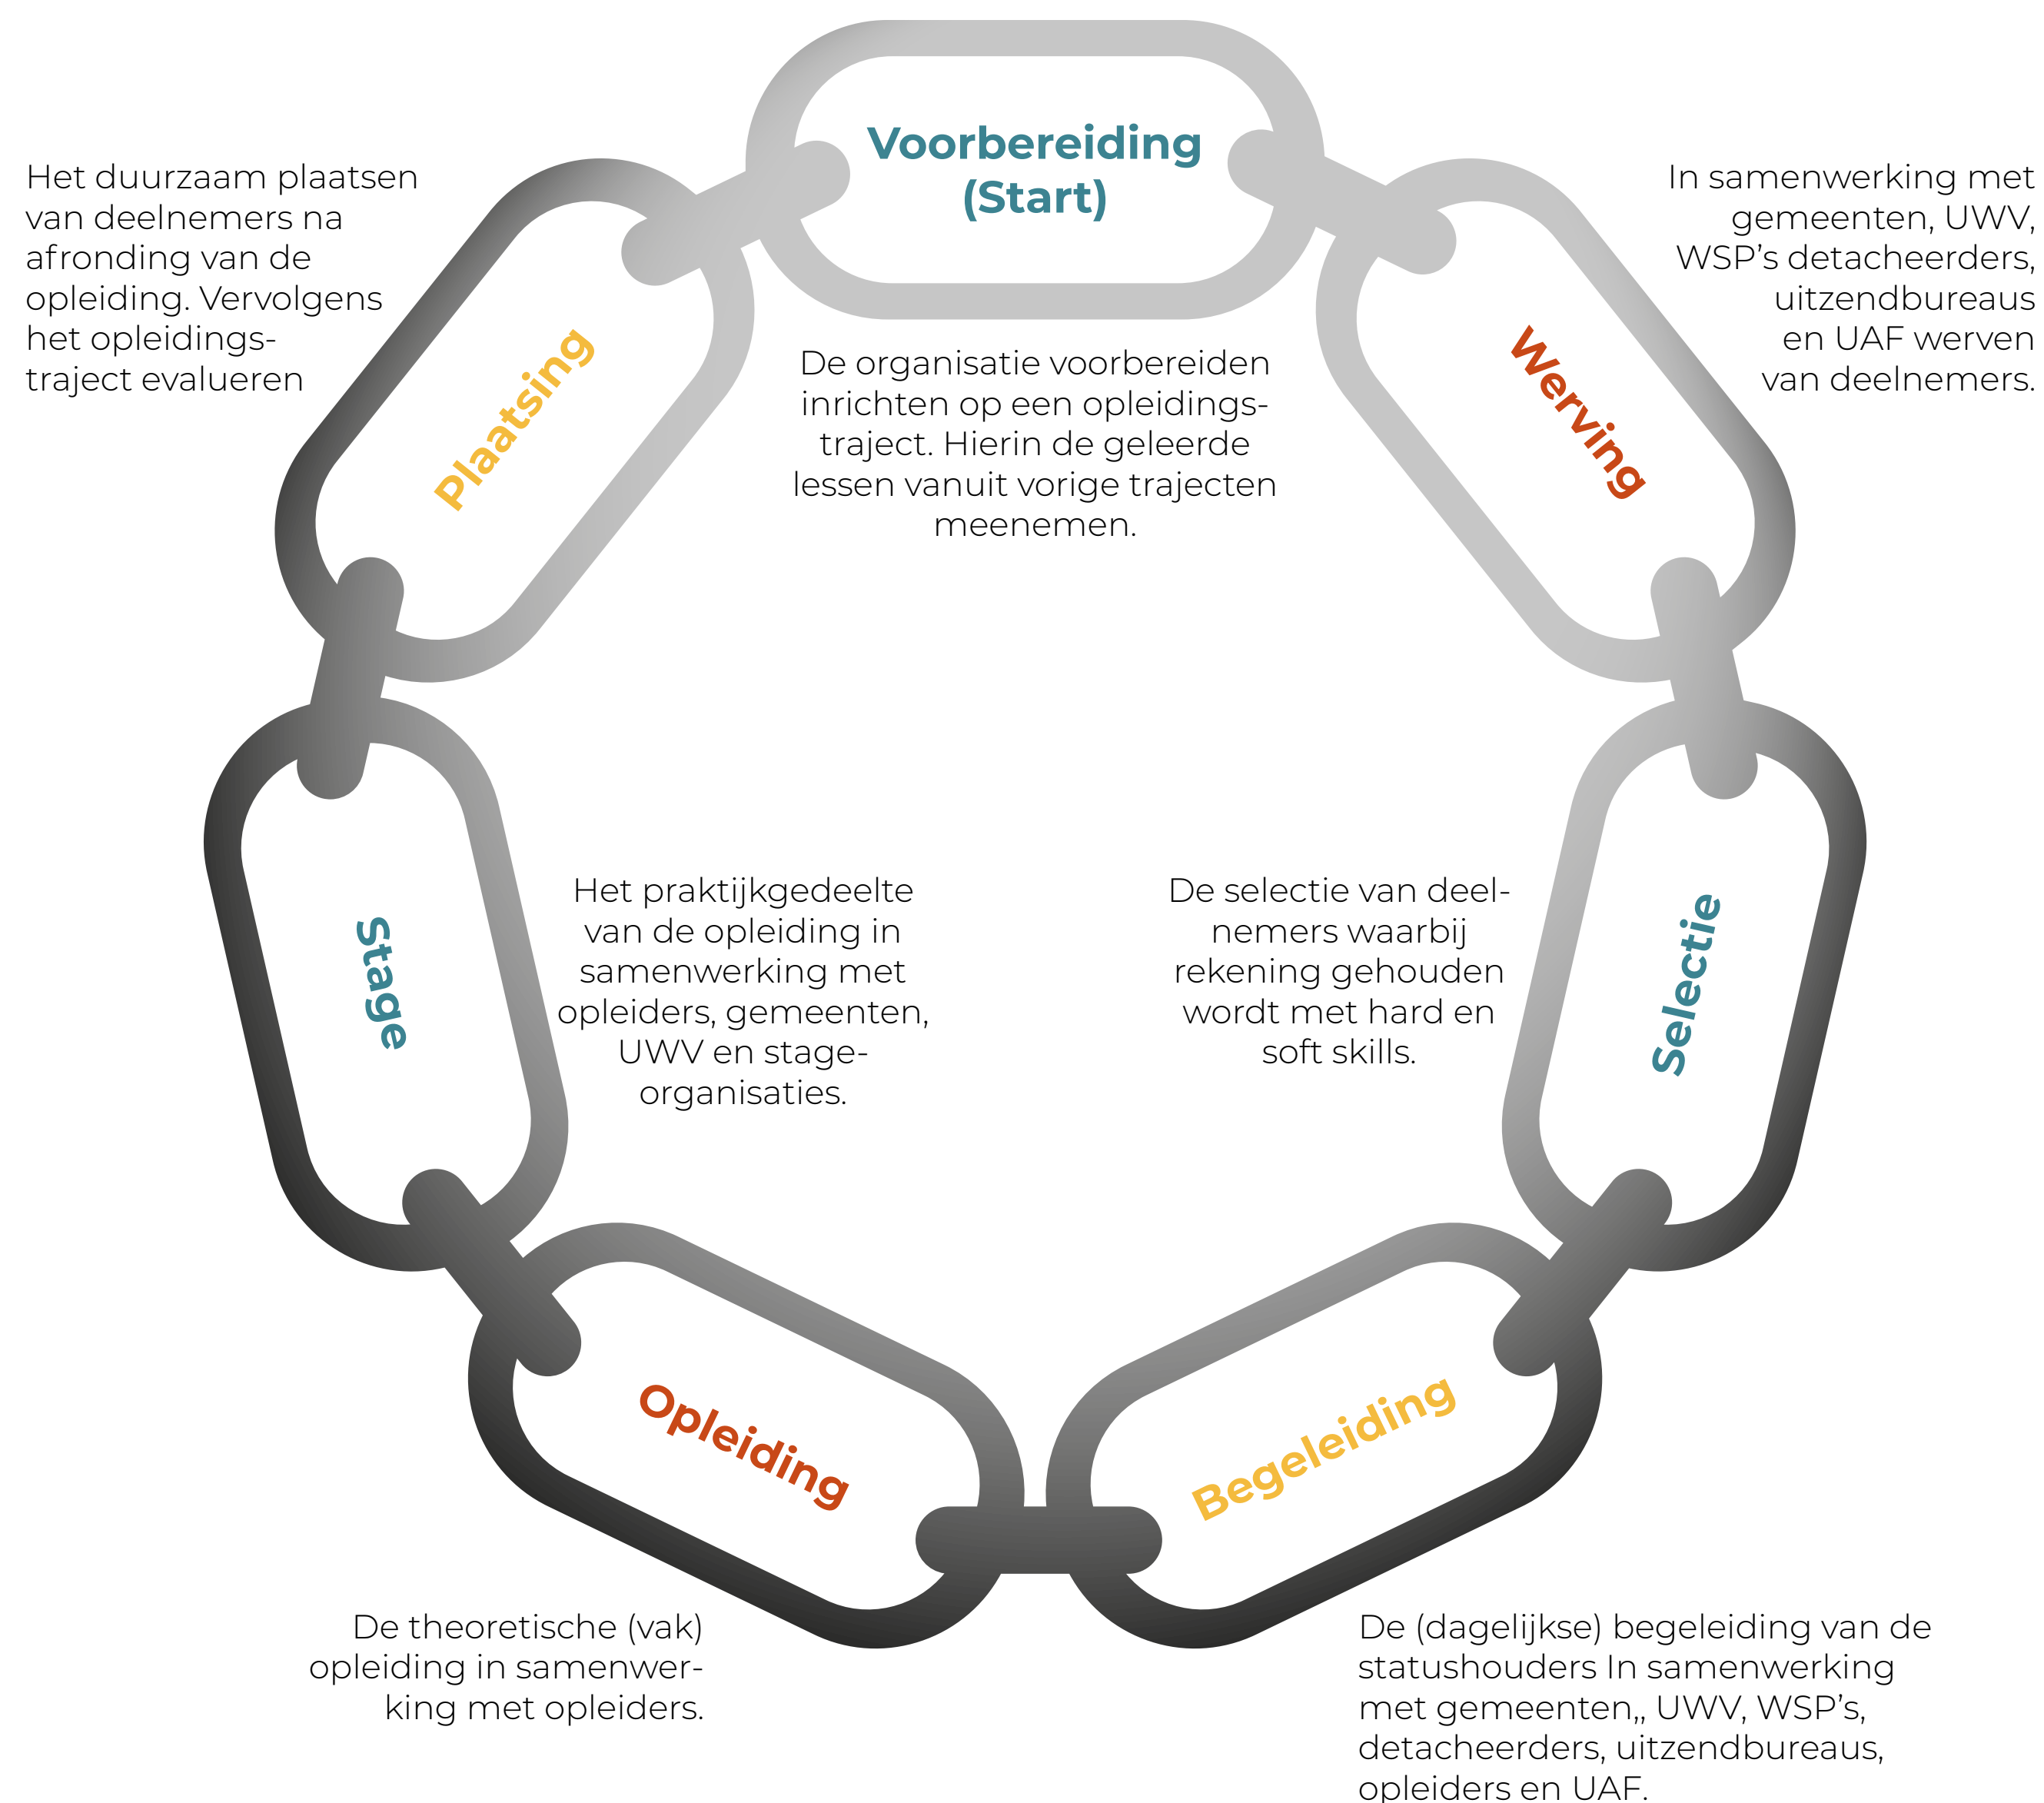 Voorbereiding
(Start)
De organisatie voorbereiden
inrichten op een opleidings-
traject. Hierin de geleerde
lessen vanuit vorige trajecten
meenemen.
Werving
In samenwerking met
gemeenten, UWV,
WSP’s detacheerders,
uitzendbureaus
en UAF werven
van deelnemers.
Selectie
De selectie van deel-
nemers waarbij
rekening gehouden
wordt met hard en
soft skills.
Begeleiding
De (dagelijkse) begeleiding van de
statushouders In samenwerking
met gemeenten,, UWV, WSP’s,
detacheerders, uitzendbureaus,
opleiders en UAF.
Opleiding
De theoretische (vak)
opleiding in samenwer-
king met opleiders.
Stage
Het praktijkgedeelte
van de opleiding in
samenwerking met
opleiders, gemeenten,
UWV en stage-
organisaties.
Plaatsing
Het duurzaam plaatsen
van deelnemers na
afronding van de
opleiding. Vervolgens
het opleidings-
traject evalueren